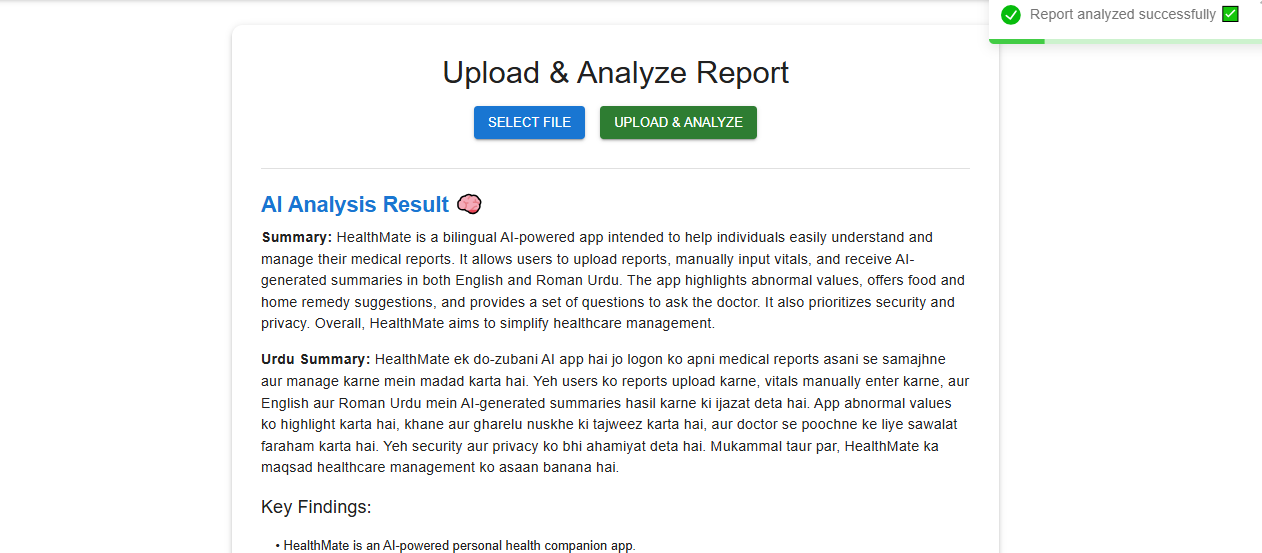 Report analyzed successfully ✅
Upload & Analyze Report
SELECT FILE
UPLOAD & ANALYZE
AI Analysis Result 🧠
Summary: HealthMate is a bilingual AI-powered app intended to help individuals easily understand and
manage their medical reports. It allows users to upload reports, manually input vitals, and receive AI-
generated summaries in both English and Roman Urdu. The app highlights abnormal values, offers food and
home remedy suggestions, and provides a set of questions to ask the doctor. It also prioritizes security and
privacy. Overall, HealthMate aims to simplify healthcare management.
Urdu Summary: HealthMate ek do-zubani AI app hai jo logon ko apni medical reports asani se samajhne
aur manage karne mein madad karta hai. Yeh users ko reports upload karne, vitals manually enter karne, aur
English aur Roman Urdu mein AI-generated summaries hasil karne ki ijazat deta hai. App abnormal values
ko highlight karta hai, khane aur gharelu nuskhe ki tajweez karta hai, aur doctor se poochne ke liye sawalat
faraham karta hai. Yeh security aur privacy ko bhi ahamiyat deta hai. Mukammal taur par, HealthMate ka
maqsad healthcare management ko asaan banana hai.
Key Findings:
• HealthMate is an AI-powered personal health companion app.